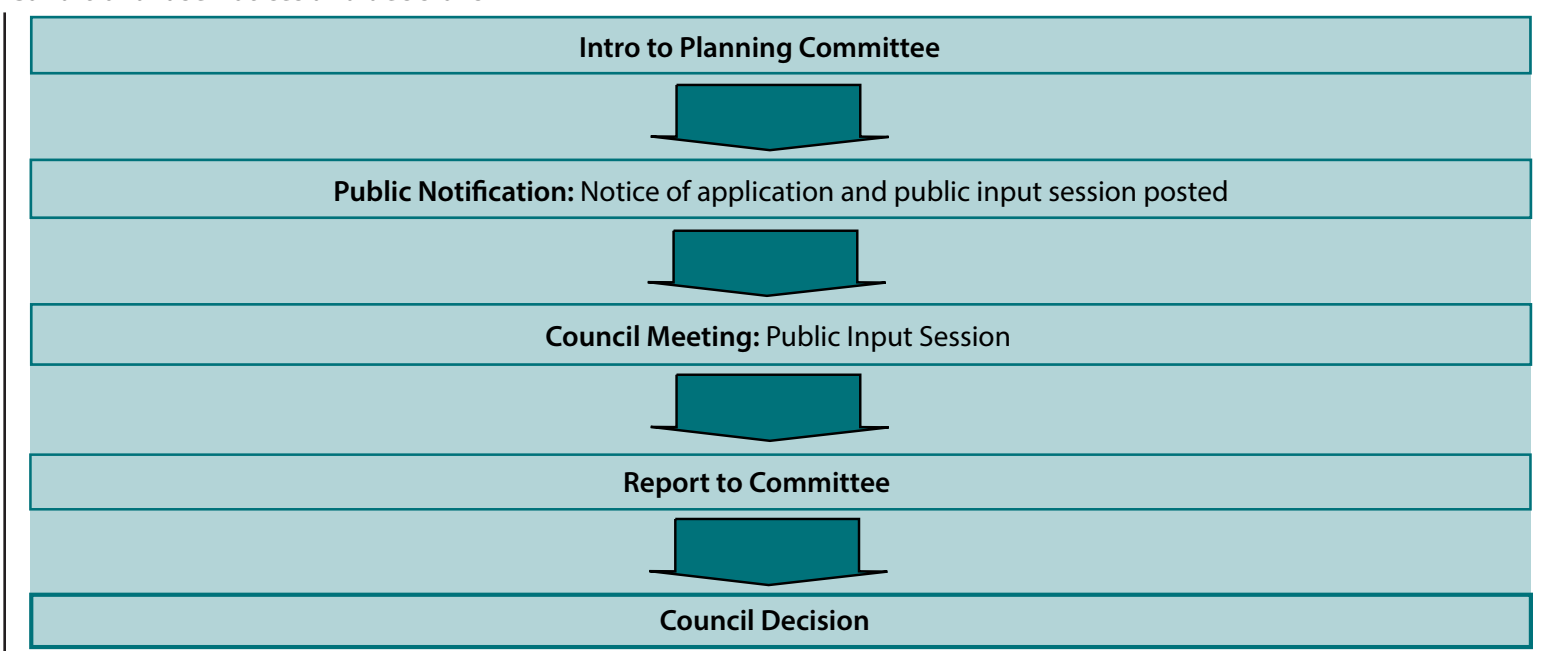 Intro to Planning Committee
Public Notification: Notice of application and public input session posted
Council Meeting: Public Input Session
Report to Committee
Council Decision